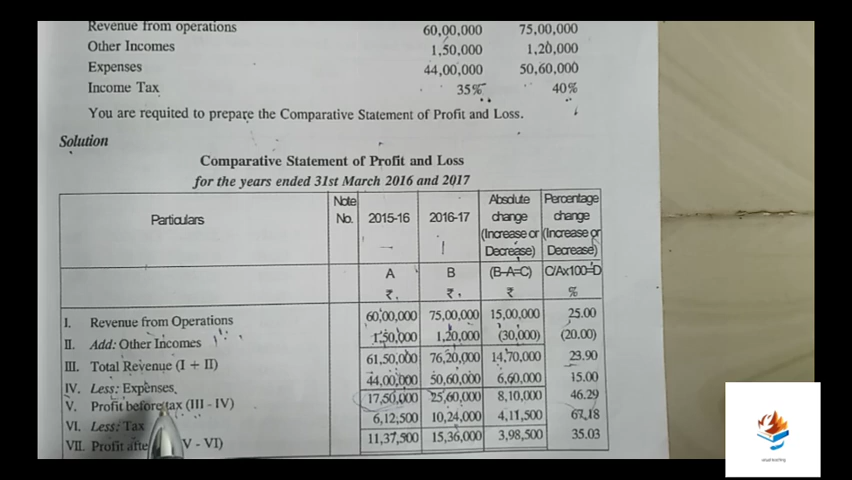 Revenue from operations 60,00,000 75,00,000
Other Incomes 1,50,000 1,20,000
Expenses 44,00,000 50,60,000
Income Tax 35% 40%
You are requited to prepare the Comparative Statement of Profit and Loss.
Solution
Comparative Statement of Profit and Loss
for the years ended 31st March 2016 and 2017
Particulars Note No. 2015-16 2016-17 Absolute change (Increase or Decrease) Percentage change (Increase or Decrease)
A B (B–A=C) C/Ax100=D
₹ ₹ ₹ %
I. Revenue from Operations 60,00,000 75,00,000 15,00,000 25.00
II. Add: Other Incomes 1,50,000 1,20,000 (30,000) (20.00)
III. Total Revenue (I + II) 61,50,000 76,20,000 14,70,000 23.90
IV. Less: Expenses 44,00,000 50,60,000 6,60,000 15.00
V. Profit before tax (III - IV) 17,50,000 25,60,000 8,10,000 46.29
VI. Less: Tax 6,12,500 10,24,000 4,11,500 67.18
VII. Profit V - VI) 11,37,500 15,36,000 3,98,500 35.03